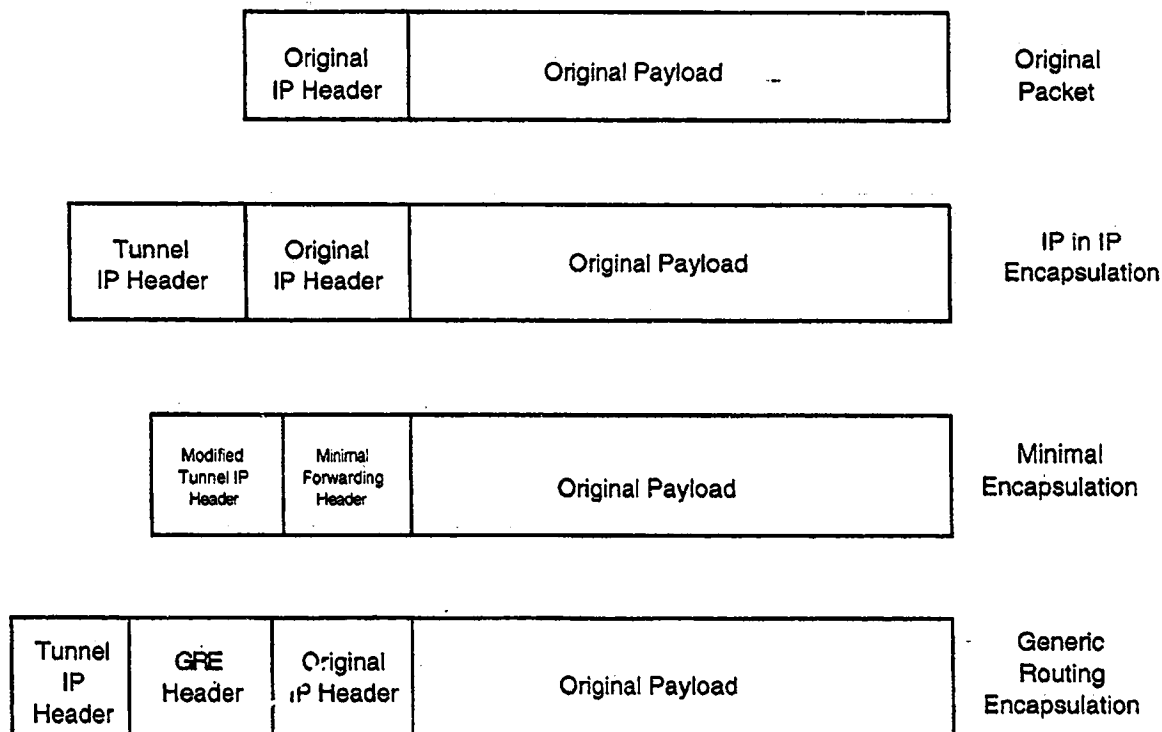 Original
IP Header
Original Payload
Original
Packet
Tunnel
IP Header
Original
IP Header
Original Payload
IP in IP
Encapsulation
Modified
Tunnel IP
Header
Minimal
Forwarding
Header
Original Payload
Minimal
Encapsulation
Tunnel
IP
Header
GRE
Header
Original
IP Header
Original Payload
Generic
Routing
Encapsulation